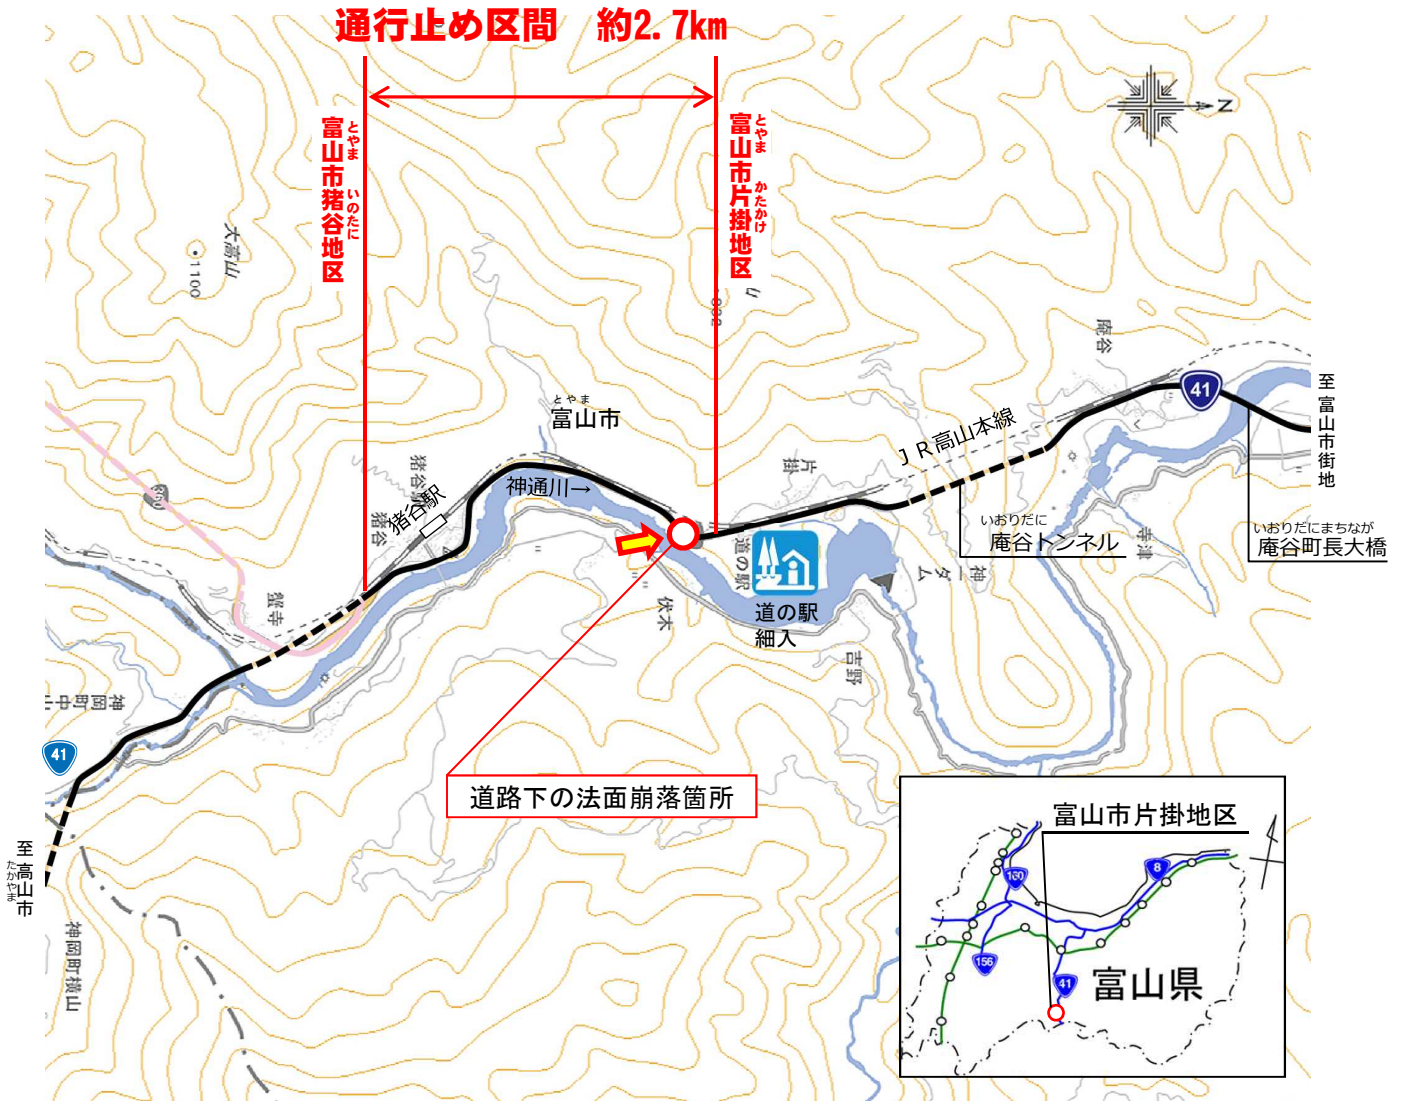 通行止め区間　約2.7km
とやま　いのたに
富山市猪谷地区
とやま　かたかけ
富山市片掛地区
N
大高山
1100
庵谷
41
至 富山市街地
とやま
富山市
ＪＲ高山本線
片掛
猪谷
猪谷駅
神通川→
いおりだに
庵谷トンネル
いおりだにまちなが
庵谷町長大橋
寺津
道の駅
道の駅
細入
伏木
吉野
蟹寺
41
至 高山市
たかやま
神岡町横山
道路下の法面崩落箇所
富山市片掛地区
160
8
156
41
富山県